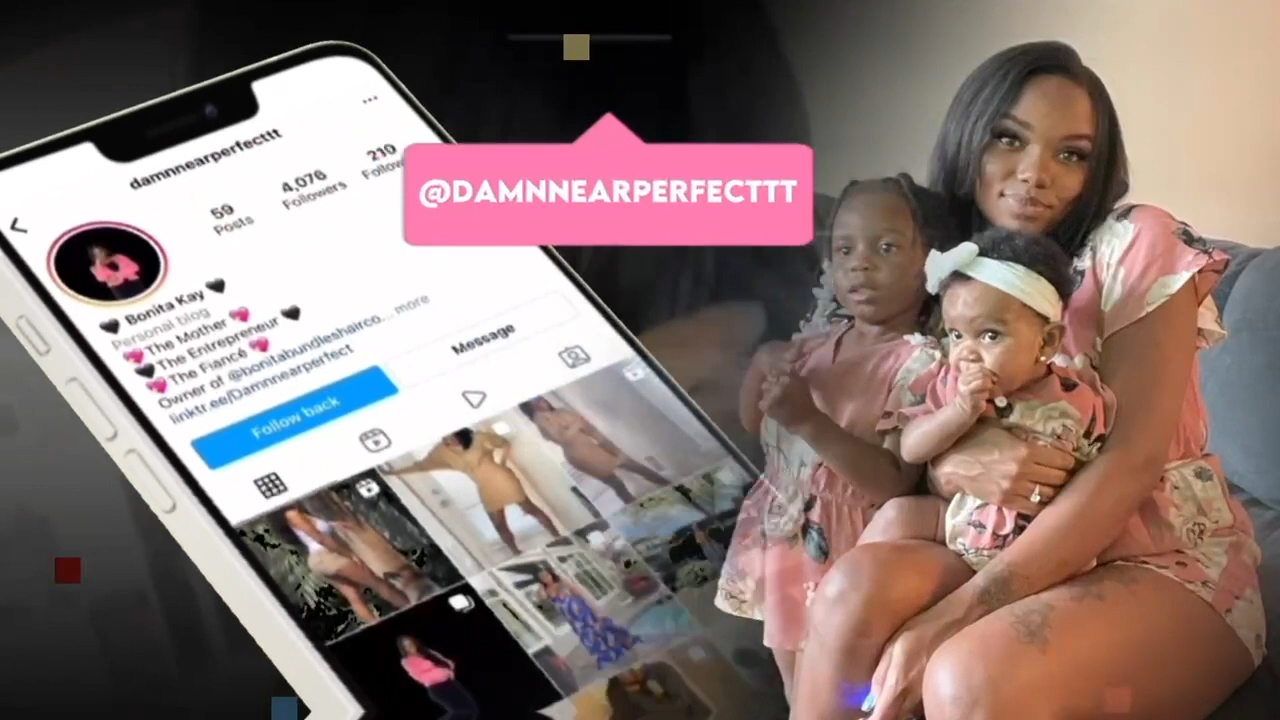 damnnearperfecttt
59
Posts
4,076
Followers
210
Follow
🖤 Bonita Kay 🖤
Personal blog
💖The Mother 💖
🖤The Entrepreneur 🖤
💖The Fiancé 💖
Owner of @bonitabundleshairco... more
linktr.ee/Damnnearperfect
Follow back
Message
@DAMNNEARPERFECTTT